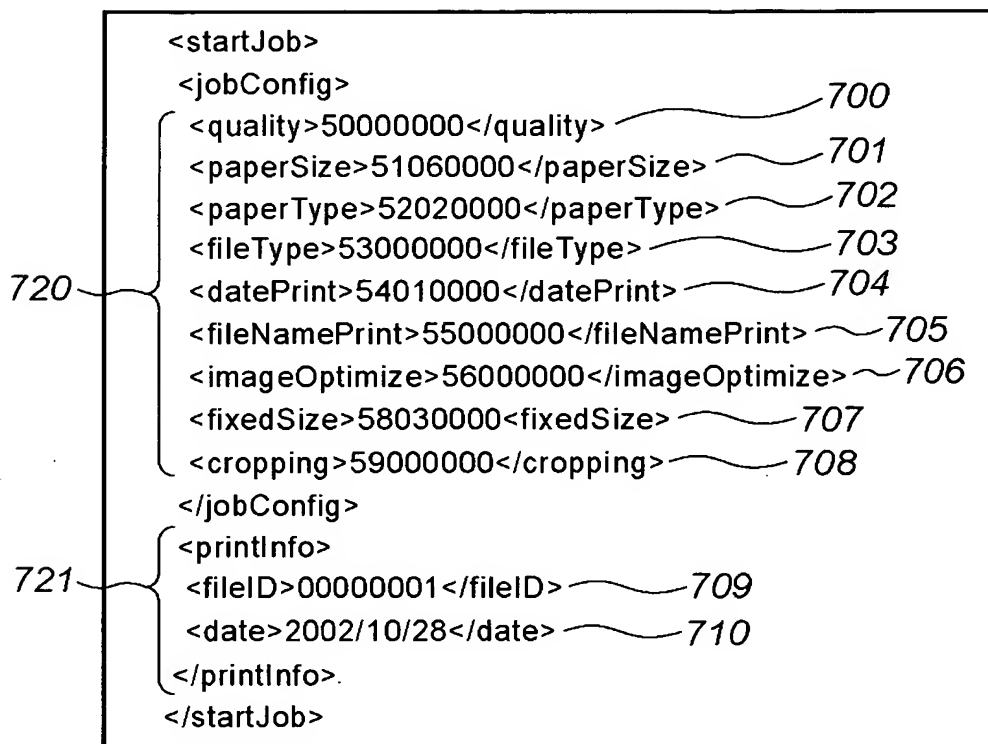 <startJob>
<jobConfig>
<quality>50000000</quality> 700
<paperSize>51060000</paperSize> 701
<paperType>52020000</paperType> 702
<fileType>53000000</fileType> 703
720 <datePrint>54010000</datePrint> 704
<fileNamePrint>55000000</fileNamePrint> 705
<imageOptimize>56000000</imageOptimize> 706
<fixedSize>58030000<fixedSize> 707
<cropping>59000000</cropping> 708
</jobConfig>
<printInfo>
721 <fileID>00000001</fileID> 709
<date>2002/10/28</date> 710
</printInfo>
</startJob>